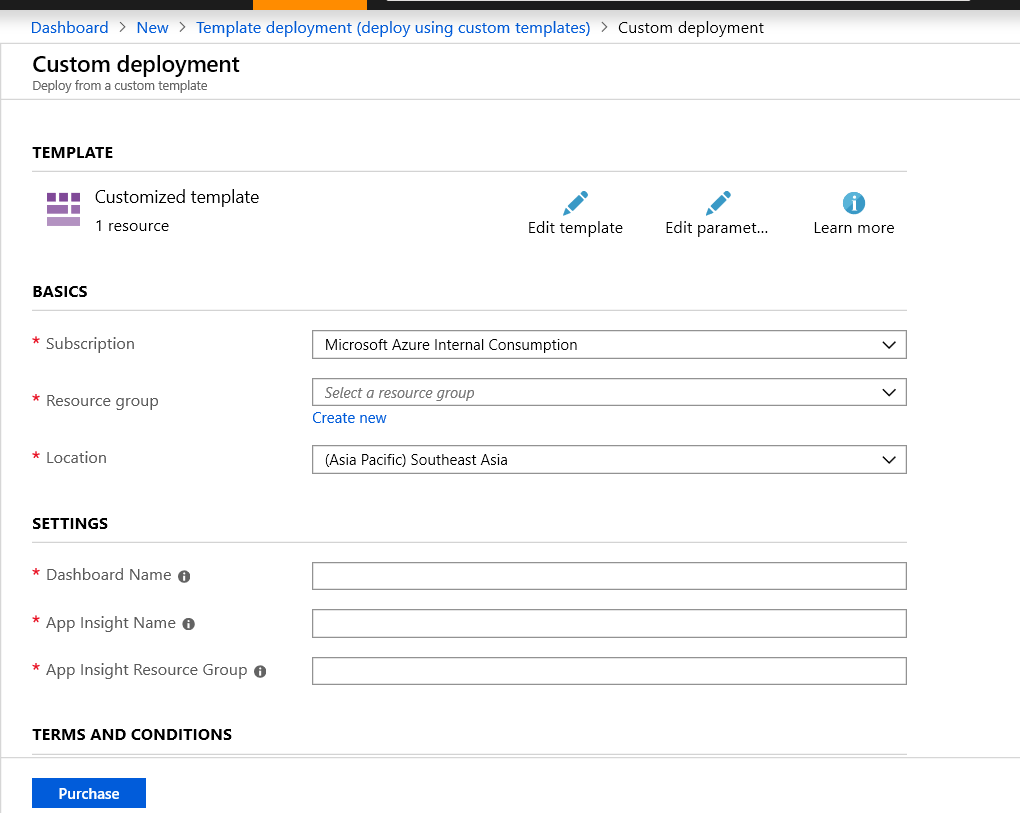 Dashboard > New > Template deployment (deploy using custom templates) > Custom deployment
Custom deployment
Deploy from a custom template
TEMPLATE
Customized template
1 resource
Edit template
Edit paramet...
Learn more
BASICS
* Subscription
Microsoft Azure Internal Consumption
* Resource group
Select a resource group
Create new
* Location
(Asia Pacific) Southeast Asia
SETTINGS
* Dashboard Name
* App Insight Name
* App Insight Resource Group
TERMS AND CONDITIONS
Purchase